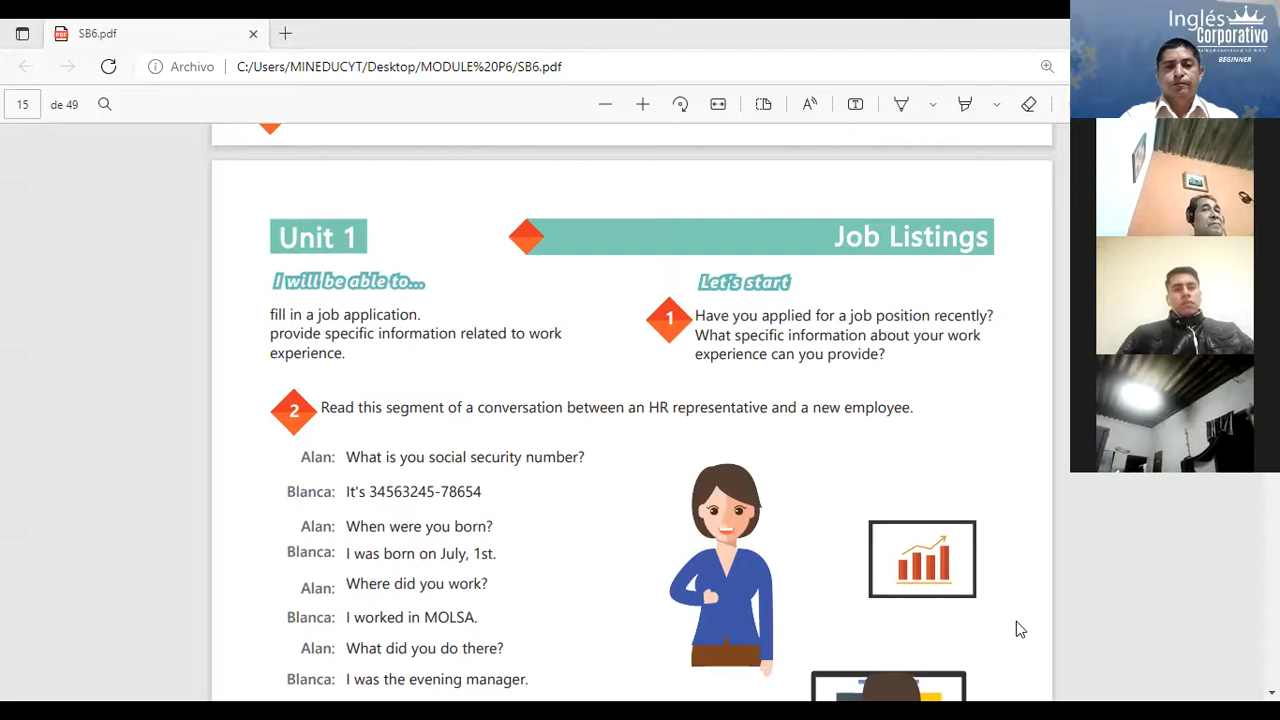 SB6.pdf
Archivo
C:/Users/MINEDUCYT/Desktop/MODULE%20P6/SB6.pdf
15
de 49
Inglés
Corporativo
BEGINNER
Unit 1
Job Listings
I will be able to...
fill in a job application.
provide specific information related to work
experience.
Let's start
1
Have you applied for a job position recently?
What specific information about your work
experience can you provide?
2
Read this segment of a conversation between an HR representative and a new employee.
Alan: What is you social security number?
Blanca: It's 34563245-78654
Alan: When were you born?
Blanca: I was born on July, 1st.
Alan: Where did you work?
Blanca: I worked in MOLSA.
Alan: What did you do there?
Blanca: I was the evening manager.